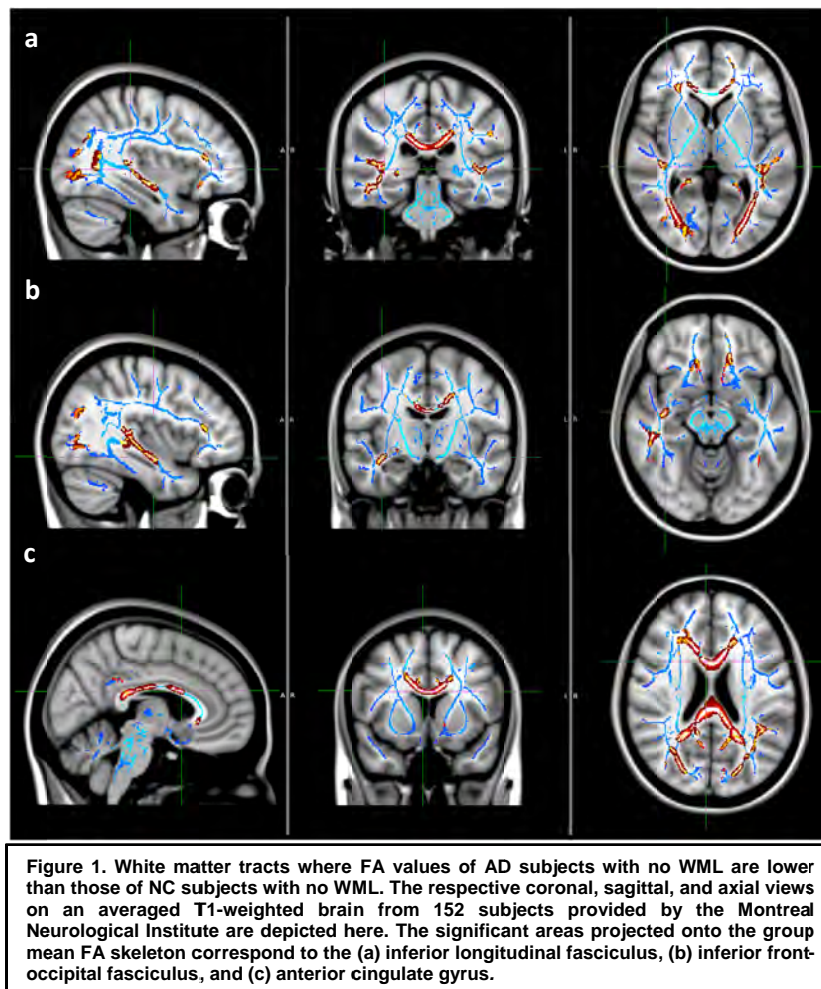 a
A R
L R
b
A R
L R
c
A R
L R
Figure 1. White matter tracts where FA values of AD subjects with no WML are lower
than those of NC subjects with no WML. The respective coronal, sagittal, and axial views
on an averaged T1-weighted brain from 152 subjects provided by the Montreal
Neurological Institute are depicted here. The significant areas projected onto the group
mean FA skeleton correspond to the (a) inferior longitudinal fasciculus, (b) inferior front-
occipital fasciculus, and (c) anterior cingulate gyrus.